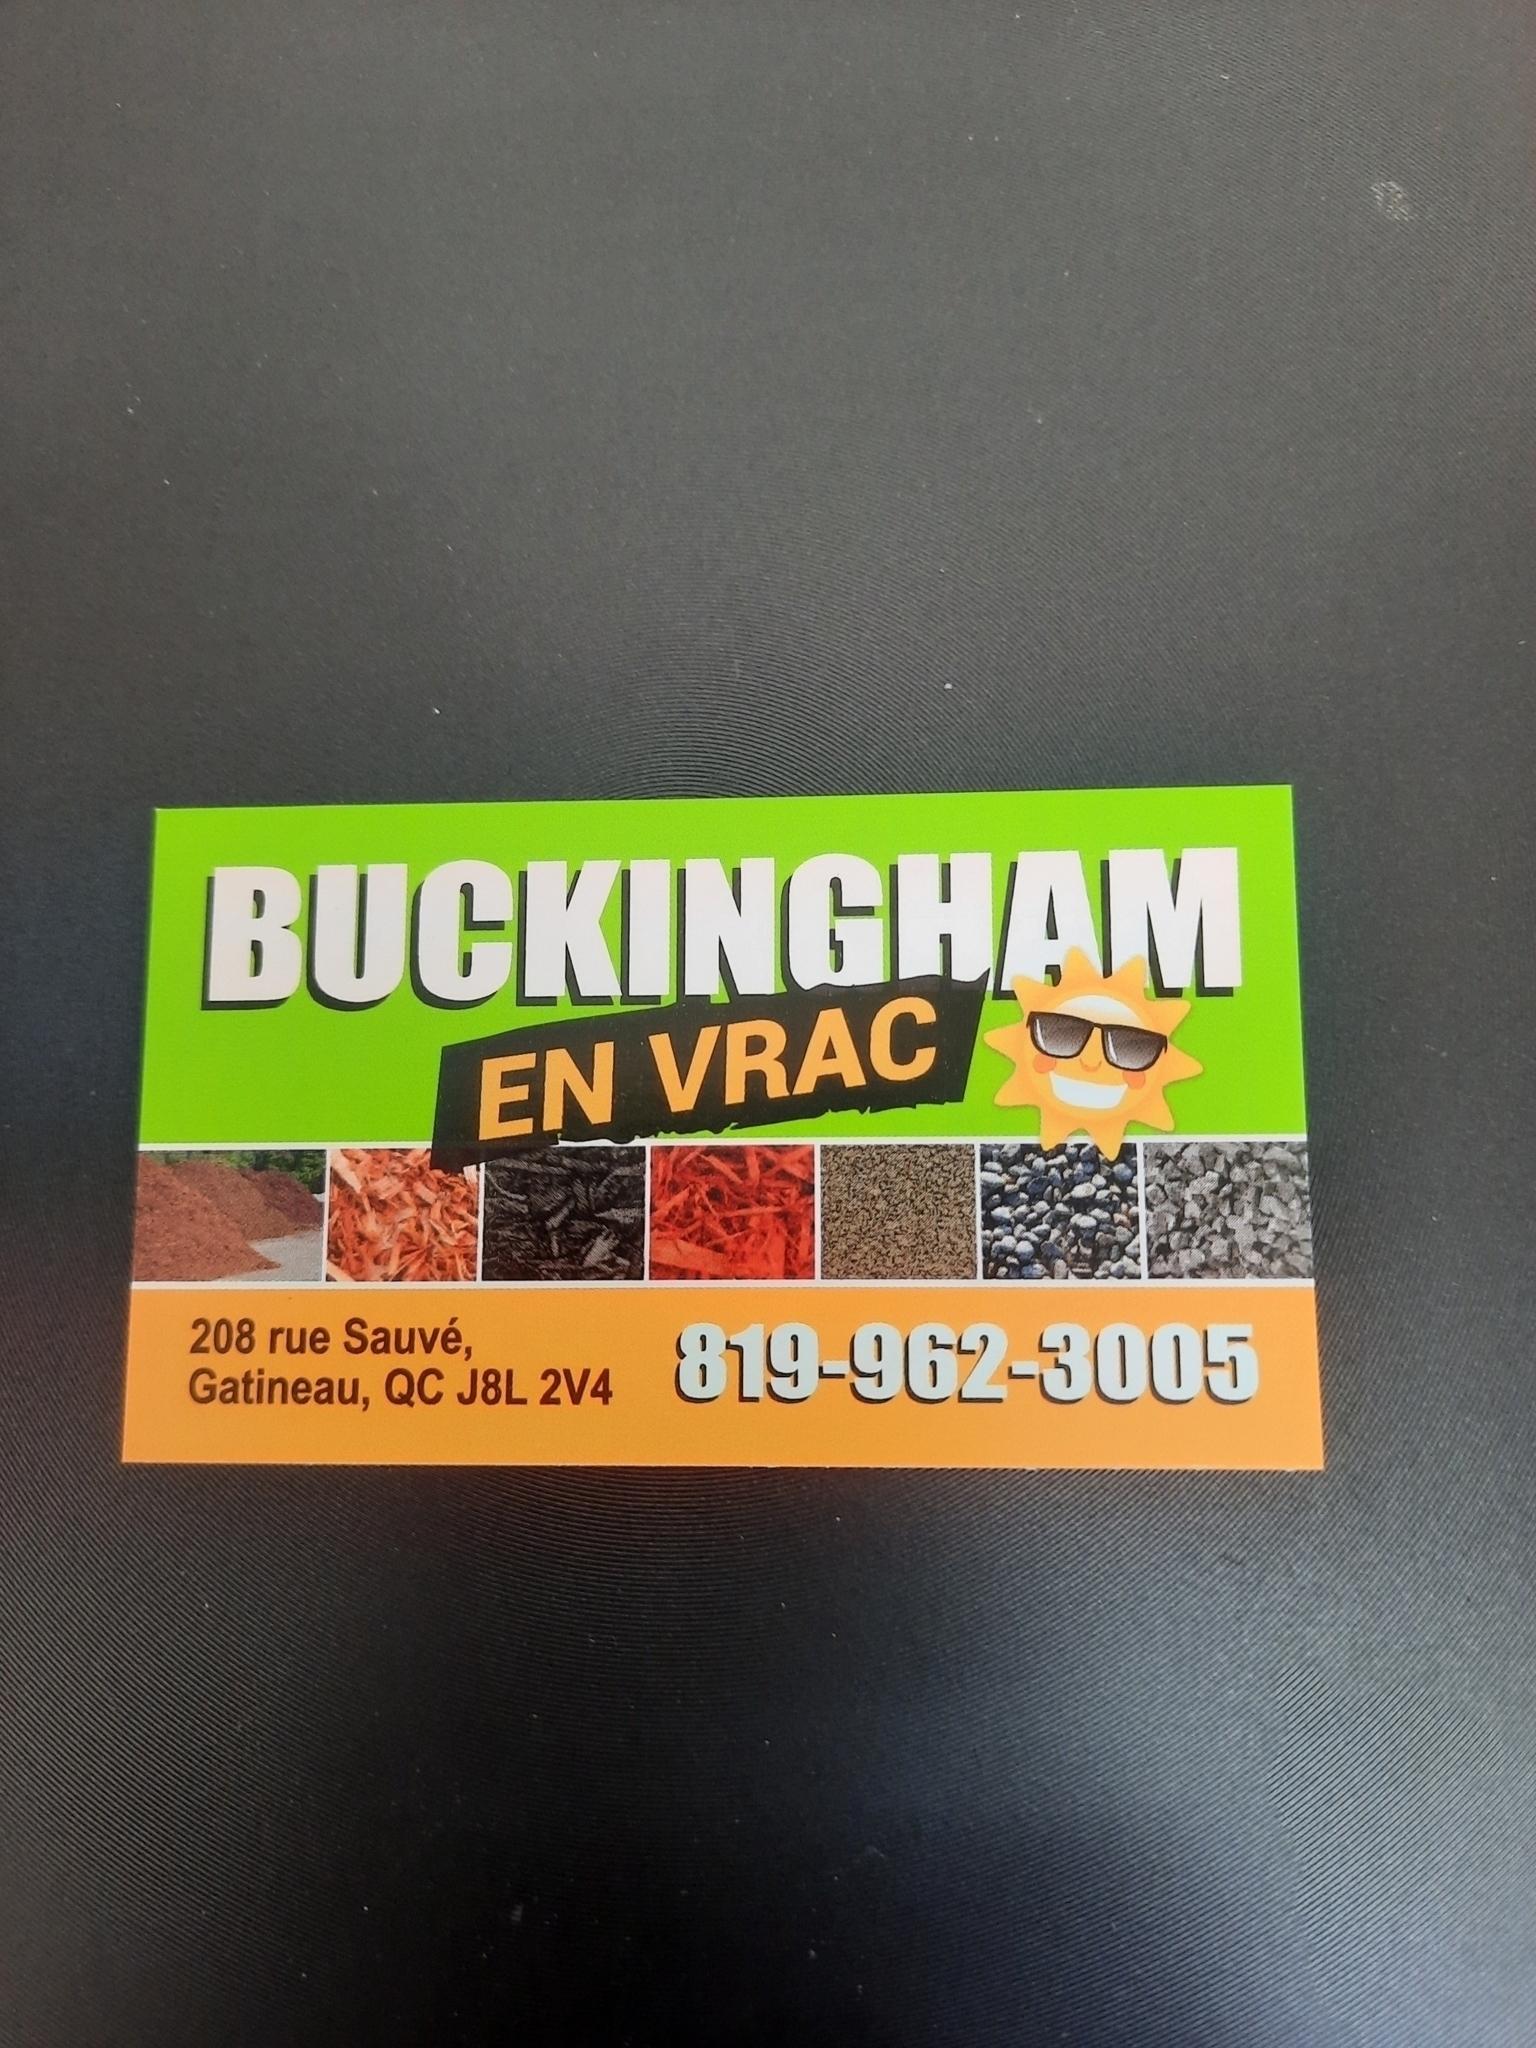 BUCKINGHAM
EN VRAC
208 rue Sauvé,
Gatineau, QC J8L 2V4
819-962-3005